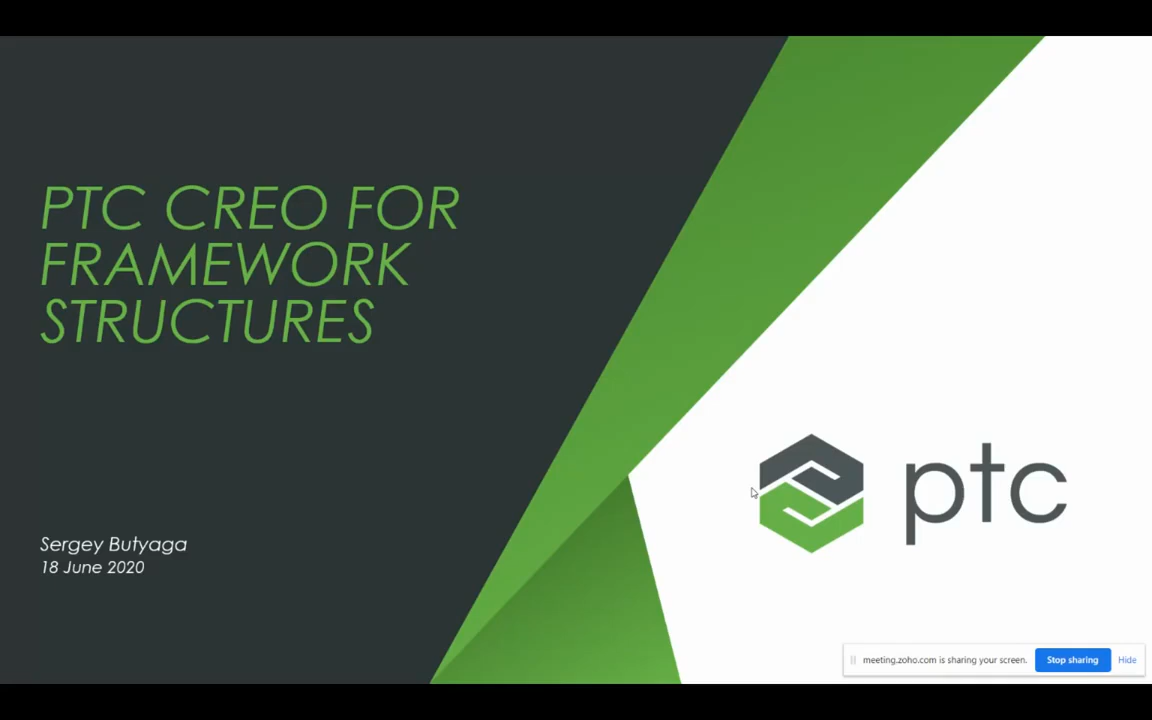 PTC CREO FOR
FRAMEWORK
STRUCTURES
Sergey Butyaga
18 June 2020
ptc
meeting.zoho.com is sharing your screen.
Stop sharing
Hide